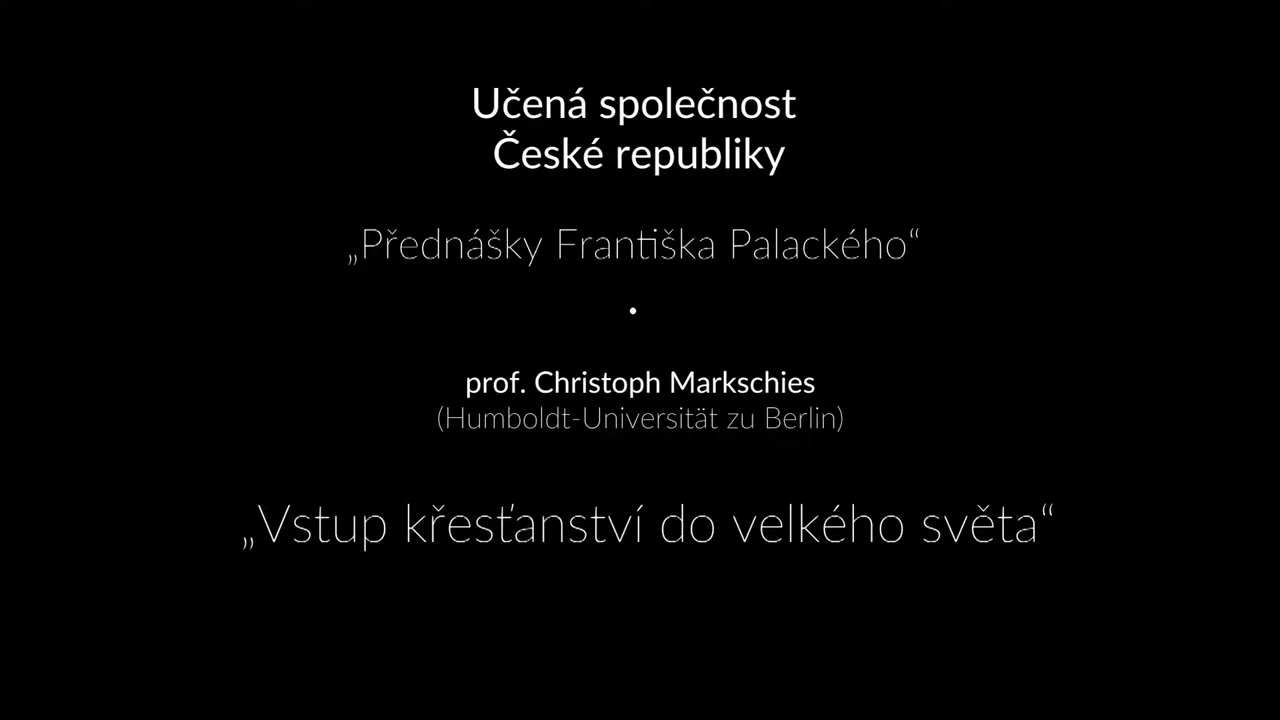 Učená společnost
České republiky
„Přednášky Františka Palackého“
•
prof. Christoph Markschies
(Humboldt-Universität zu Berlin)
„Vstup křesťanství do velkého světa“